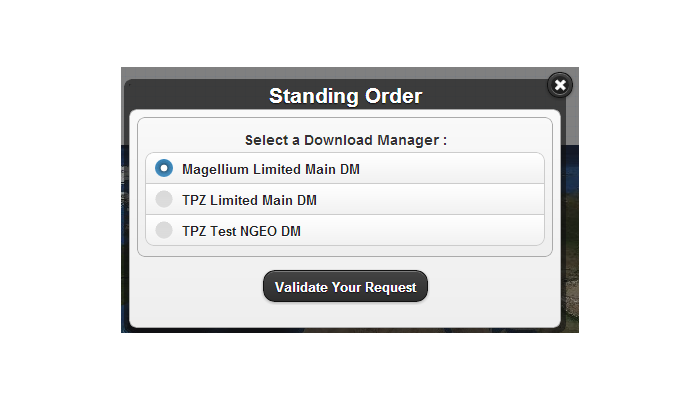 Standing Order
Select a Download Manager :
Magellium Limited Main DM
TPZ Limited Main DM
TPZ Test NGEO DM
Validate Your Request